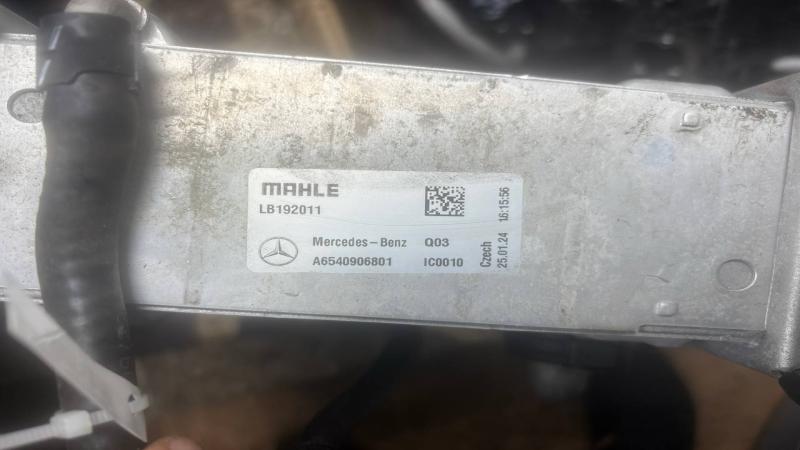 MAHLE
LB192011
Mercedes-Benz Q03
A6540906801 IC0010
Czech
25.01.24 16:15:56